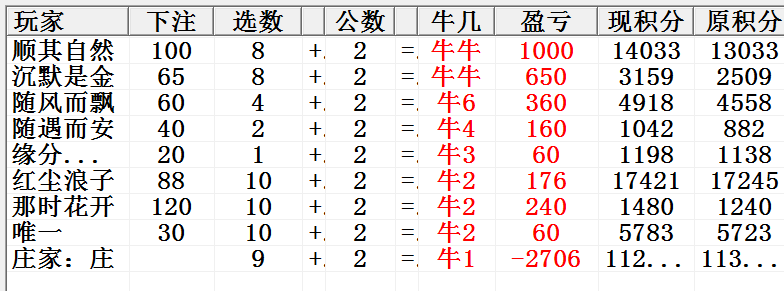 玩家 下注 选数 公数 牛几 盈亏 现积分 原积分
顺其自然 100 8 +. 2 =. 牛牛 1000 14033 13033
沉默是金 65 8 +. 2 =. 牛牛 650 3159 2509
随风而飘 60 4 +. 2 =. 牛6 360 4918 4558
随遇而安 40 2 +. 2 =. 牛4 160 1042 882
缘分... 20 1 +. 2 =. 牛3 60 1198 1138
红尘浪子 88 10 +. 2 =. 牛2 176 17421 17245
那时花开 120 10 +. 2 =. 牛2 240 1480 1240
唯一 30 10 +. 2 =. 牛2 60 5783 5723
庄家：庄 9 +. 2 =. 牛1 -2706 112... 113...